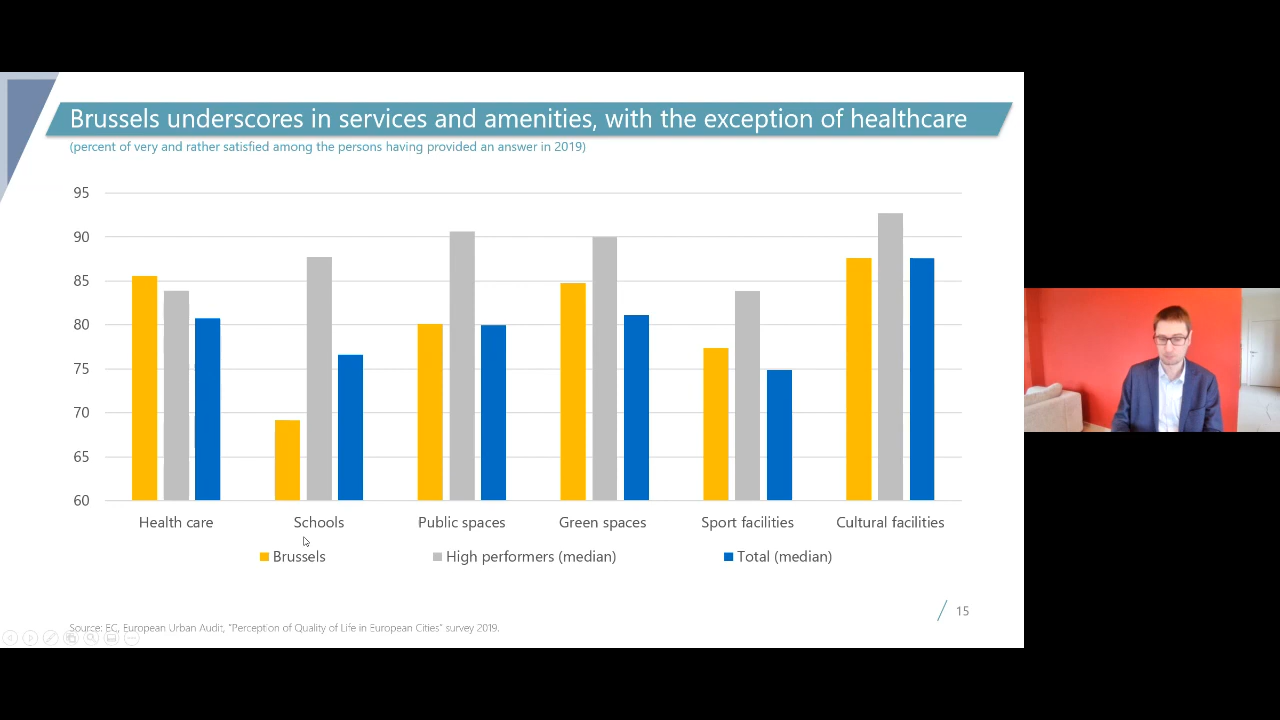 Brussels underscores in services and amenities, with the exception of healthcare
(percent of very and rather satisfied among the persons having provided an answer in 2019)
95
90
85
80
75
70
65
60
Health care
Schools
Public spaces
Green spaces
Sport facilities
Cultural facilities
Brussels
High performers (median)
Total (median)
15
Source: EC, European Urban Audit, "Perception of Quality of Life in European Cities" survey 2019.